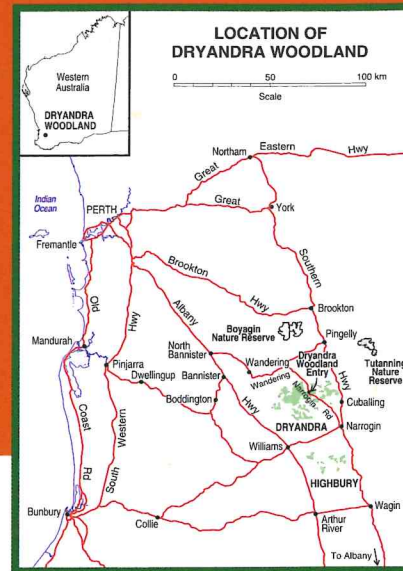 LOCATION OF
DRYANDRA WOODLAND
0 50 100 km
Scale
Western
Australia
DRYANDRA
WOODLAND
Indian
Ocean
Northam
Eastern Hwy
Great
PERTH
Great
York
Fremantle
Southern
Old
Brookton
Hwy
Hwy
Albany
Brookton
Boyagin
Nature Reserve
Pingelly
Mandurah
North
Bannister
Wandering
Dryandra
Woodland
Entry
Tutanning
Nature
Reserve
Pinjarra
Dwellingup
Bannister
Wandering
Narrogin
Rd
Hwy
Cuballing
Boddington
Hwy
DRYANDRA
Narrogin
Coast
Western
Williams
South
HIGHBURY
Rd
Bunbury
Collie
Arthur
River
Wagin
To Albany